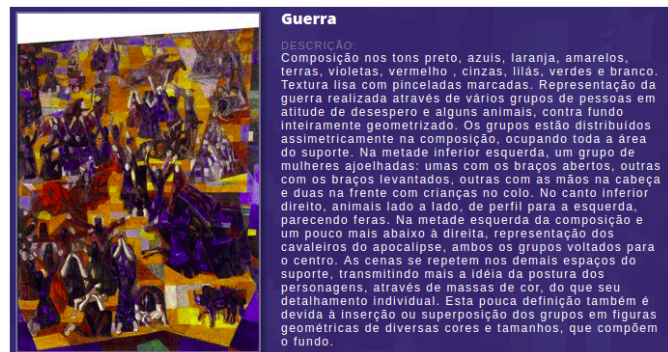 Guerra
DESCRIÇÃO:
Composição nos tons preto, azuis, laranja, amarelos,
terras, violetas, vermelho , cinzas, lilás, verdes e branco.
Textura lisa com pinceladas marcadas. Representação da
guerra realizada através de vários grupos de pessoas em
atitude de desespero e alguns animais, contra fundo
inteiramente geometrizado. Os grupos estão distribuídos
assimetricamente na composição, ocupando toda a área
do suporte. Na metade inferior esquerda, um grupo de
mulheres ajoelhadas: umas com os braços abertos, outras
com os braços levantados, outras com as mãos na cabeça
e duas na frente com crianças no colo. No canto inferior
direito, animais lado a lado, de perfil para a esquerda,
parecendo feras. Na metade esquerda da composição e
um pouco mais abaixo à direita, representação dos
cavaleiros do apocalipse, ambos os grupos voltados para
o centro. As cenas se repetem nos demais espaços do
suporte, transmitindo mais a idéia da postura dos
personagens, através de massas de cor, do que seu
detalhamento individual. Esta pouca definição também é
devida à inserção ou superposição dos grupos em figuras
geométricas de diversas cores e tamanhos, que compõem
o fundo.